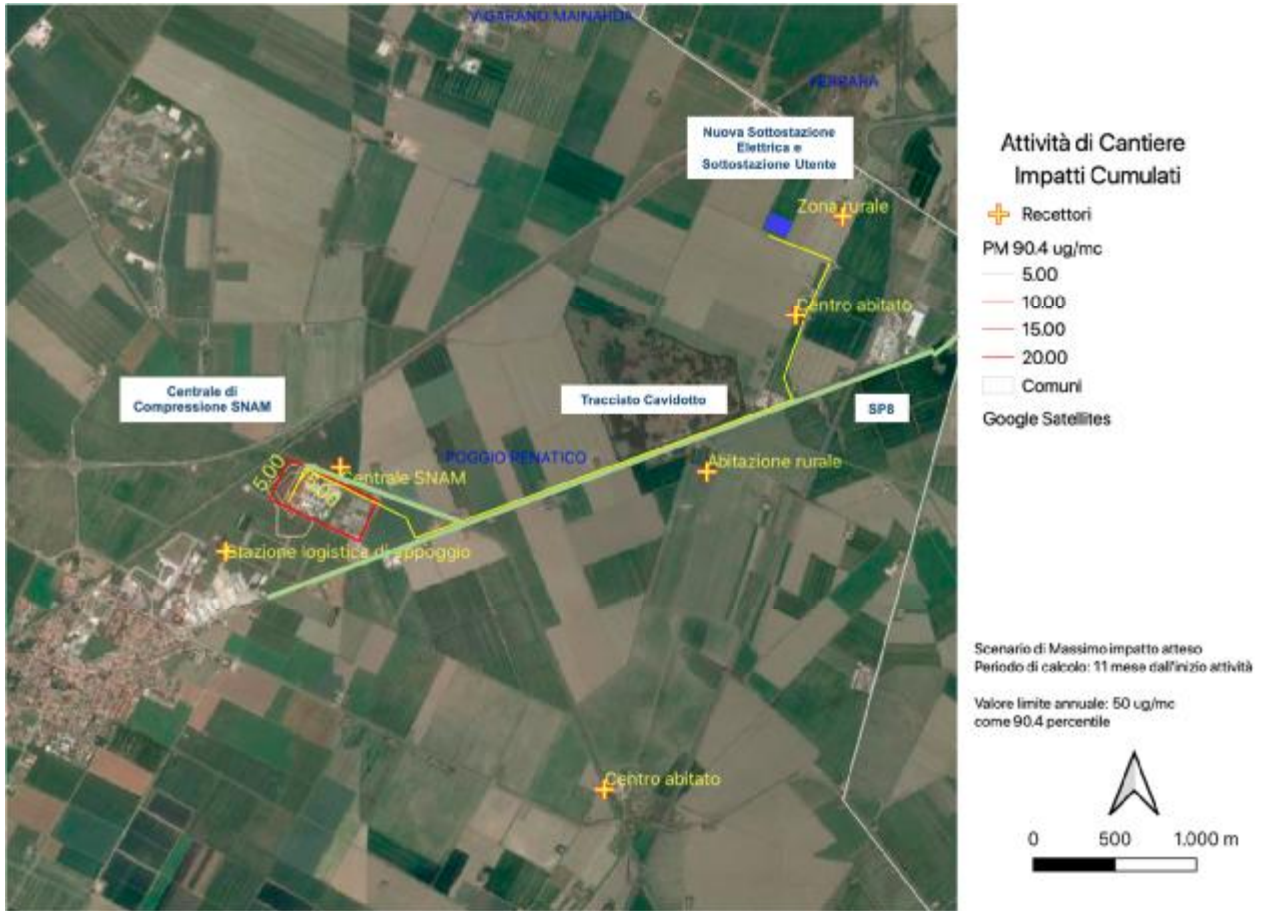 VIGARANO MAINARDA
FERRARA
Nuova Sottostazione
Elettrica e
Sottostazione Utente
Zona rurale
Centro abitato
Centrale di
Compressione SNAM
Tracciato Cavidotto
SP8
POGGIO RENATICO
Abitazione rurale
5.00
5.00
Centrale SNAM
Stazione logistica di appoggio
Centro abitato
Attività di Cantiere
Impatti Cumulati
Recettori
PM 90.4 ug/mc
5.00
10.00
15.00
20.00
Comuni
Google Satellites
Scenario di Massimo impatto atteso
Periodo di calcolo: 11 mese dall'inizio attività
Valore limite annuale: 50 ug/mc
come 90.4 percentile
0 500 1.000 m